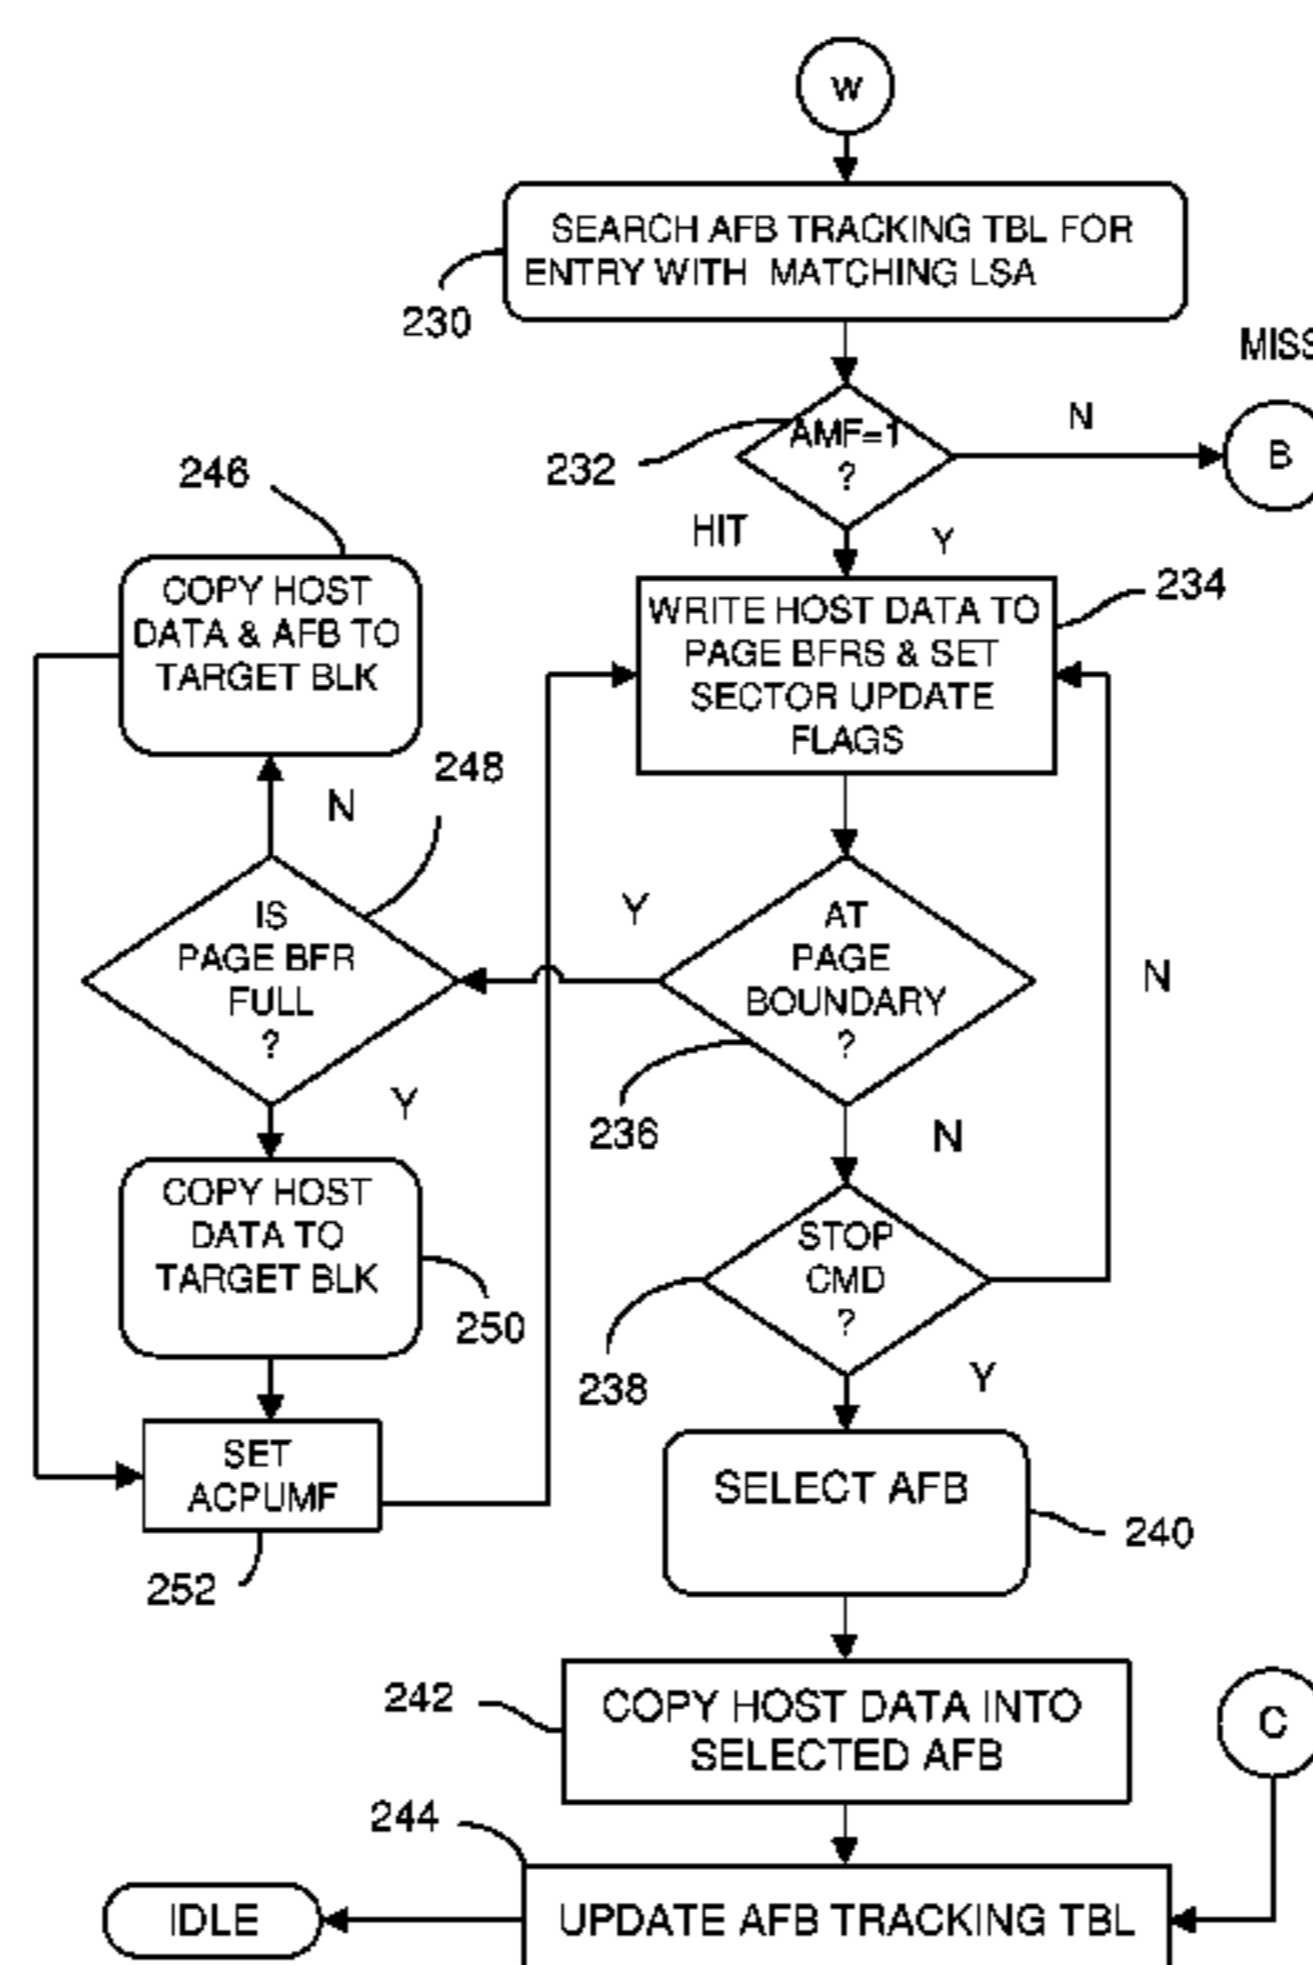 W
SEARCH AFB TRACKING TBL FOR
ENTRY WITH MATCHING LSA
230
MISS
AMF=1
?
232
N
B
HIT
Y
246
COPY HOST
DATA & AFB TO
TARGET BLK
WRITE HOST DATA TO
PAGE BFRS & SET
SECTOR UPDATE
FLAGS
234
248
N
IS
PAGE BFR
FULL
?
Y
AT
PAGE
BOUNDARY
?
N
236
Y
N
COPY HOST
DATA TO
TARGET BLK
250
STOP
CMD
?
238
Y
SET
ACPUMF
252
SELECT AFB
240
242
COPY HOST DATA INTO
SELECTED AFB
C
244
IDLE
UPDATE AFB TRACKING TBL